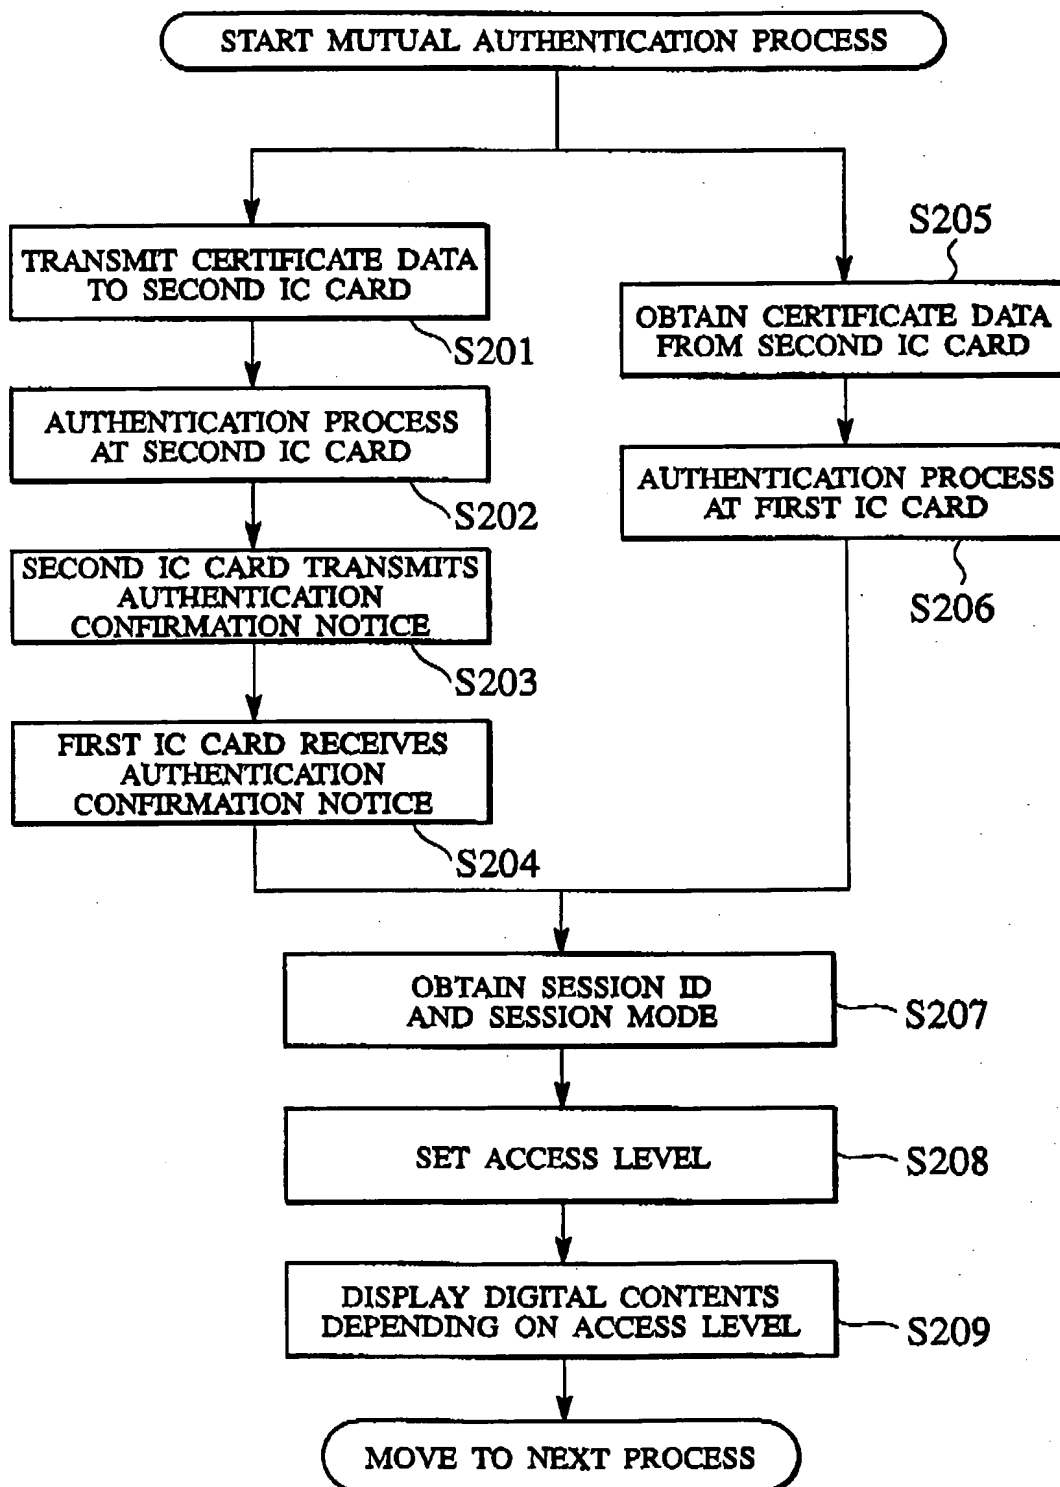 START MUTUAL AUTHENTICATION PROCESS
TRANSMIT CERTIFICATE DATA
TO SECOND IC CARD
S201
AUTHENTICATION PROCESS
AT SECOND IC CARD
S202
SECOND IC CARD TRANSMITS
AUTHENTICATION
CONFIRMATION NOTICE
S203
FIRST IC CARD RECEIVES
AUTHENTICATION
CONFIRMATION NOTICE
S204
S205
OBTAIN CERTIFICATE DATA
FROM SECOND IC CARD
AUTHENTICATION PROCESS
AT FIRST IC CARD
S206
OBTAIN SESSION ID
AND SESSION MODE
S207
SET ACCESS LEVEL
S208
DISPLAY DIGITAL CONTENTS
DEPENDING ON ACCESS LEVEL
S209
MOVE TO NEXT PROCESS